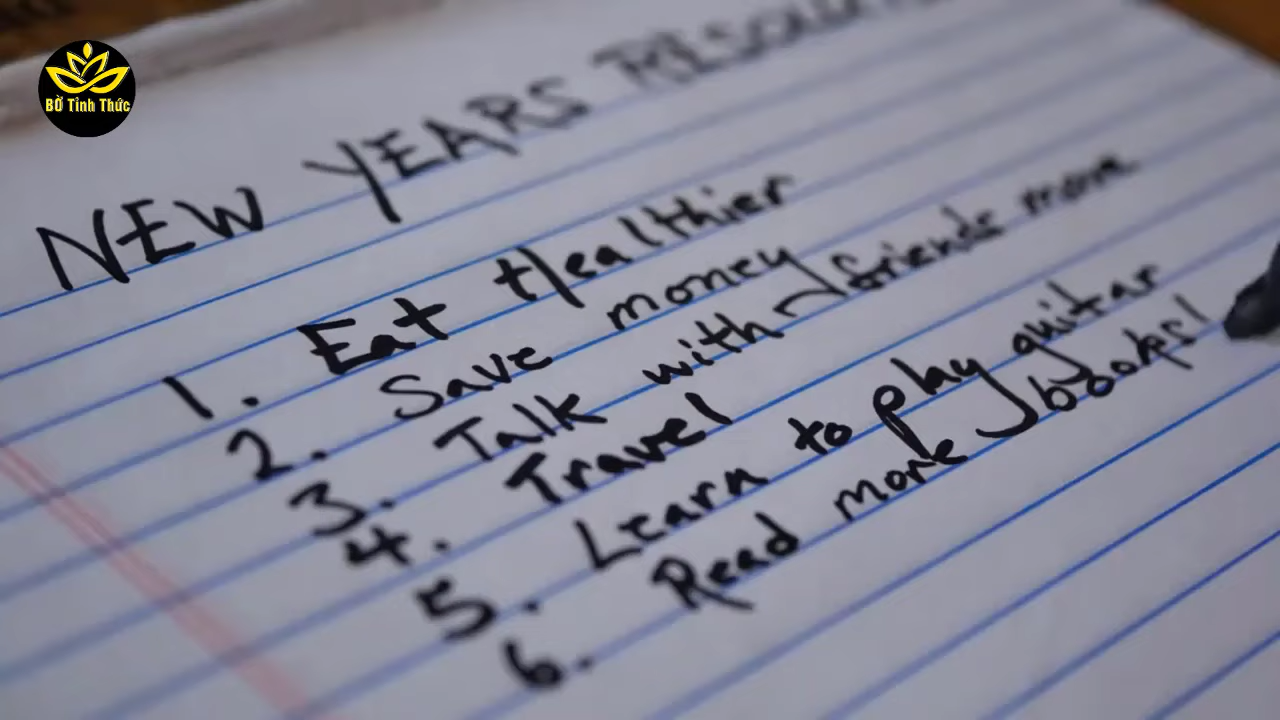 BỜ Tỉnh Thức
NEW YEARS
1. Eat Healthier
2. Save money
3. Talk with friends more
4. Travel
5. Learn to play guitar
6. Read more books!